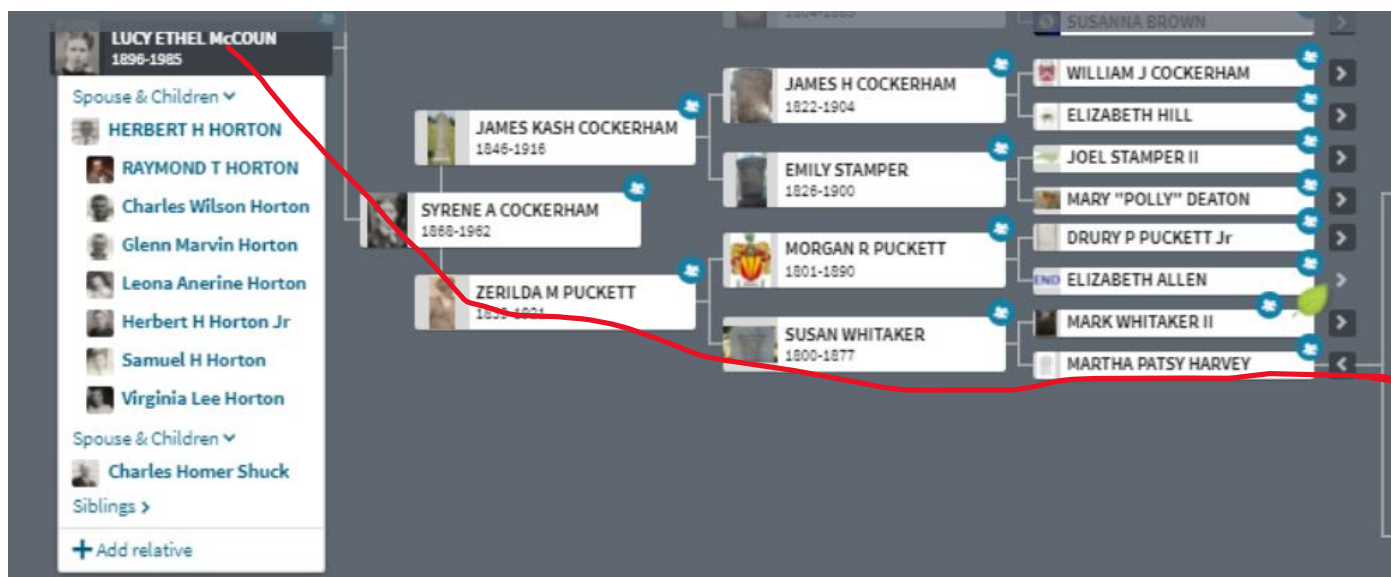 LUCY ETHEL McCOUN
1896-1985
Spouse & Children
HERBERT H HORTON
RAYMOND T HORTON
Charles Wilson Horton
Glenn Marvin Horton
Leona Anerine Horton
Herbert H Horton Jr
Samuel H Horton
Virginia Lee Horton
Spouse & Children
Charles Homer Shuck
Siblings
Add relative
SYRENE A COCKERHAM
1868-1962
JAMES KASH COCKERHAM
1846-1916
ZERILDA M PUCKETT
JAMES H COCKERHAM
1822-1904
EMILY STAMPER
1826-1900
MORGAN R PUCKETT
1801-1890
SUSAN WHITAKER
1800-1877
SUSANNA BROWN
WILLIAM J COCKERHAM
ELIZABETH HILL
JOEL STAMPER II
MARY "POLLY" DEATON
DRURY P PUCKETT Jr
END ELIZABETH ALLEN
MARK WHITAKER II
MARTHA PATSY HARVEY